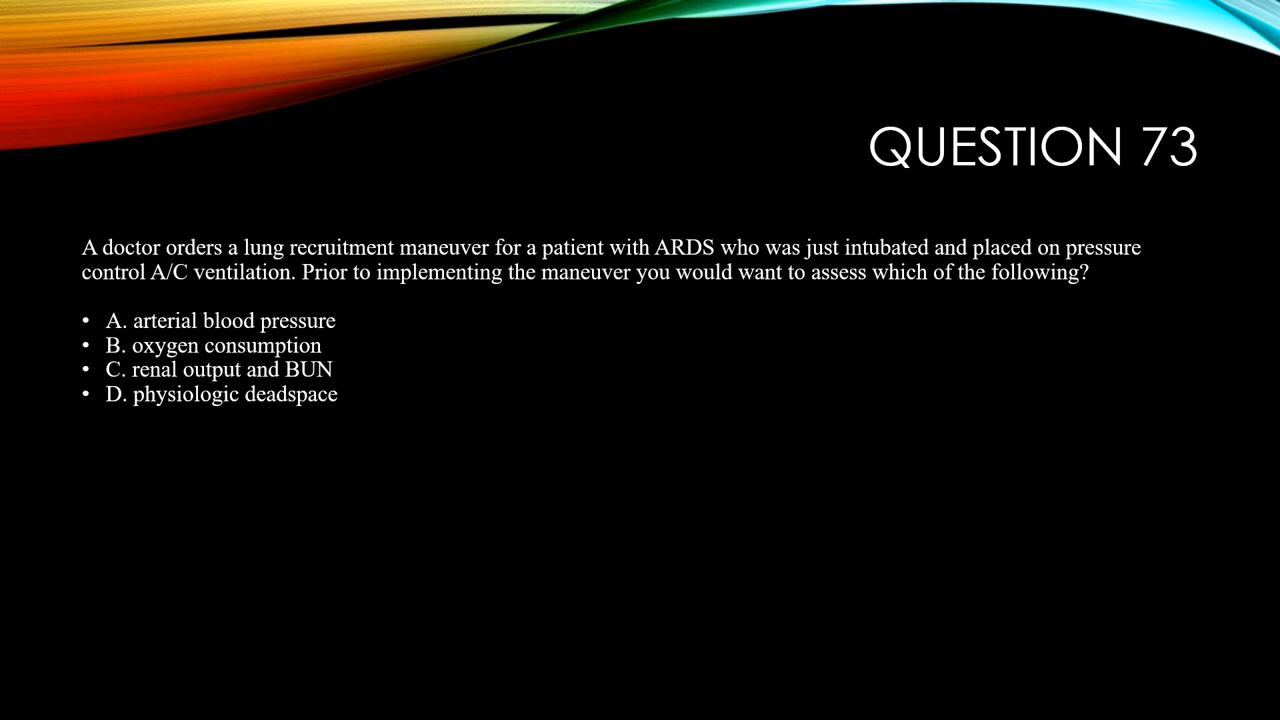 QUESTION 73
A doctor orders a lung recruitment maneuver for a patient with ARDS who was just intubated and placed on pressure
control A/C ventilation. Prior to implementing the maneuver you would want to assess which of the following?
• A. arterial blood pressure
• B. oxygen consumption
• C. renal output and BUN
• D. physiologic deadspace